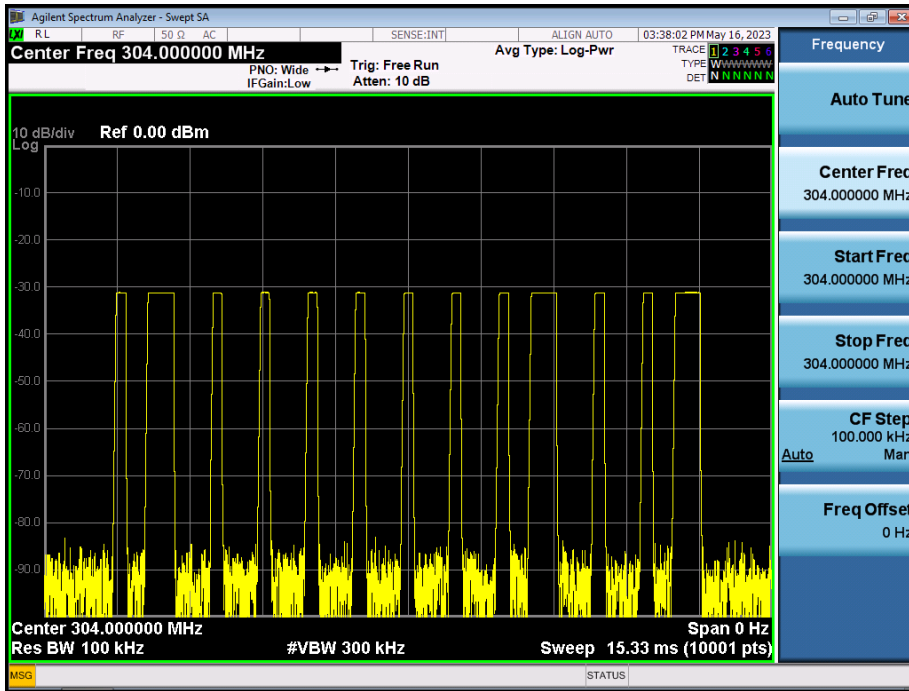 Agilent Spectrum Analyzer - Swept SA
LXI RL RF 50 Ω AC SENSE:INT ALIGN AUTO 03:38:02 PM May 16, 2023
Center Freq 304.000000 MHz
PNO: Wide
IFGain:Low
Trig: Free Run
Atten: 10 dB
Avg Type: Log-Pwr
TRACE 1 2 3 4 5 6
TYPE WWWWWW
DET N N N N N N
10 dB/div
Log
Ref 0.00 dBm
-10.0
-20.0
-30.0
-40.0
-50.0
-60.0
-70.0
-80.0
-90.0
Center 304.000000 MHz
Span 0 Hz
Res BW 100 kHz
#VBW 300 kHz
Sweep 15.33 ms (10001 pts)
MSG
STATUS
Frequency
Auto Tune
Center Freq
304.000000 MHz
Start Freq
304.000000 MHz
Stop Freq
304.000000 MHz
CF Step
100.000 kHz
Auto Man
Freq Offset
0 Hz